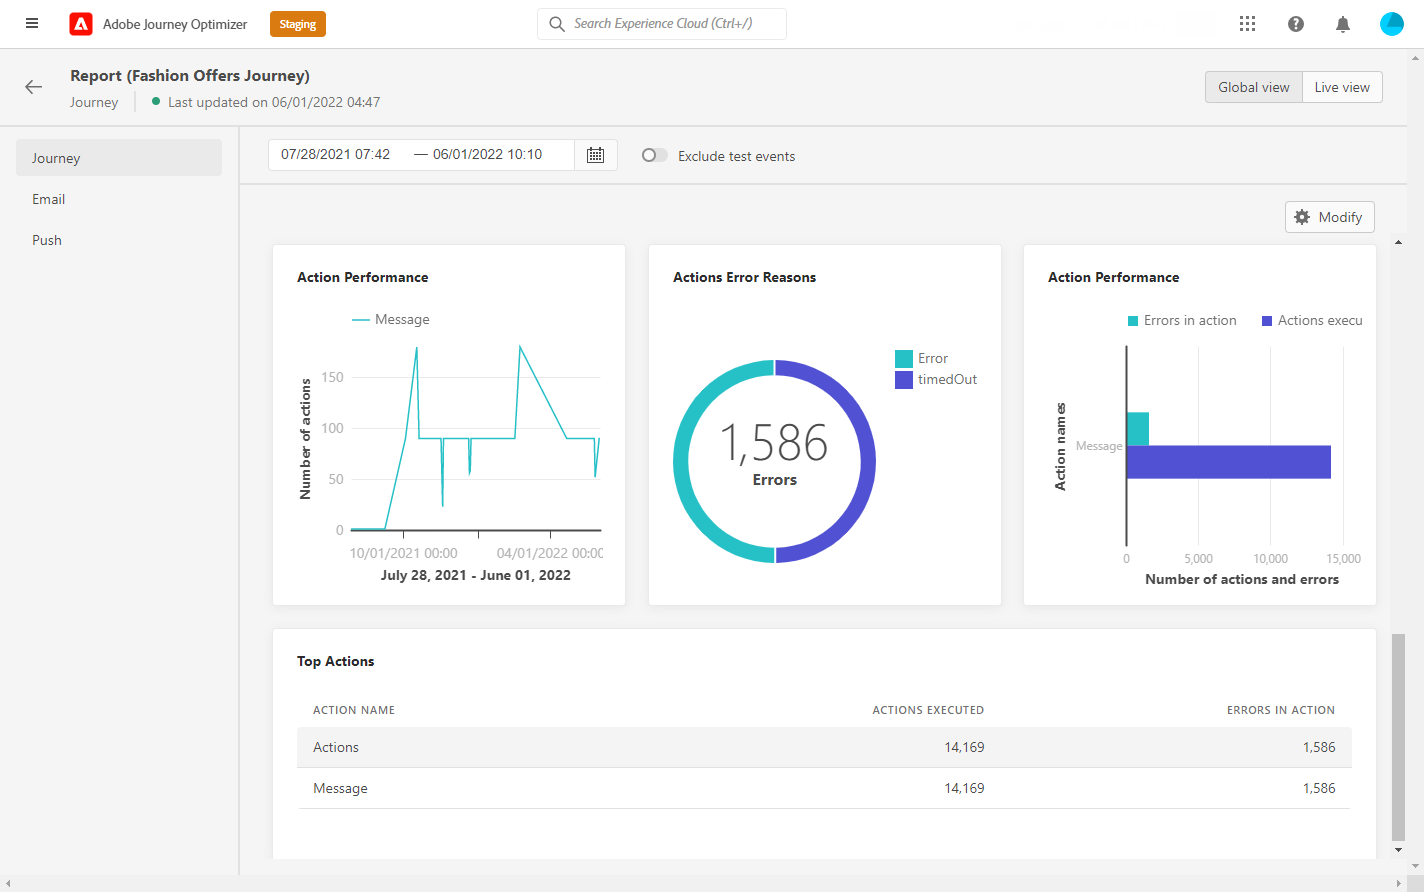 Adobe Journey Optimizer
Staging
Search Experience Cloud (Ctrl+/)
Report (Fashion Offers Journey)
Journey
Last updated on 06/01/2022 04:47
Global view
Live view
Journey
Email
Push
07/28/2021 07:42 — 06/01/2022 10:10
Exclude test events
Modify
Action Performance
Message
Number of actions
150
100
50
0
10/01/2021 00:00
04/01/2022 00:00
July 28, 2021 - June 01, 2022
Actions Error Reasons
Error
timedOut
1,586
Errors
Action Performance
Errors in action
Actions execu
Action names
Message
0
5,000
10,000
15,000
Number of actions and errors
Top Actions
ACTION NAME ACTIONS EXECUTED ERRORS IN ACTION
Actions 14,169 1,586
Message 14,169 1,586